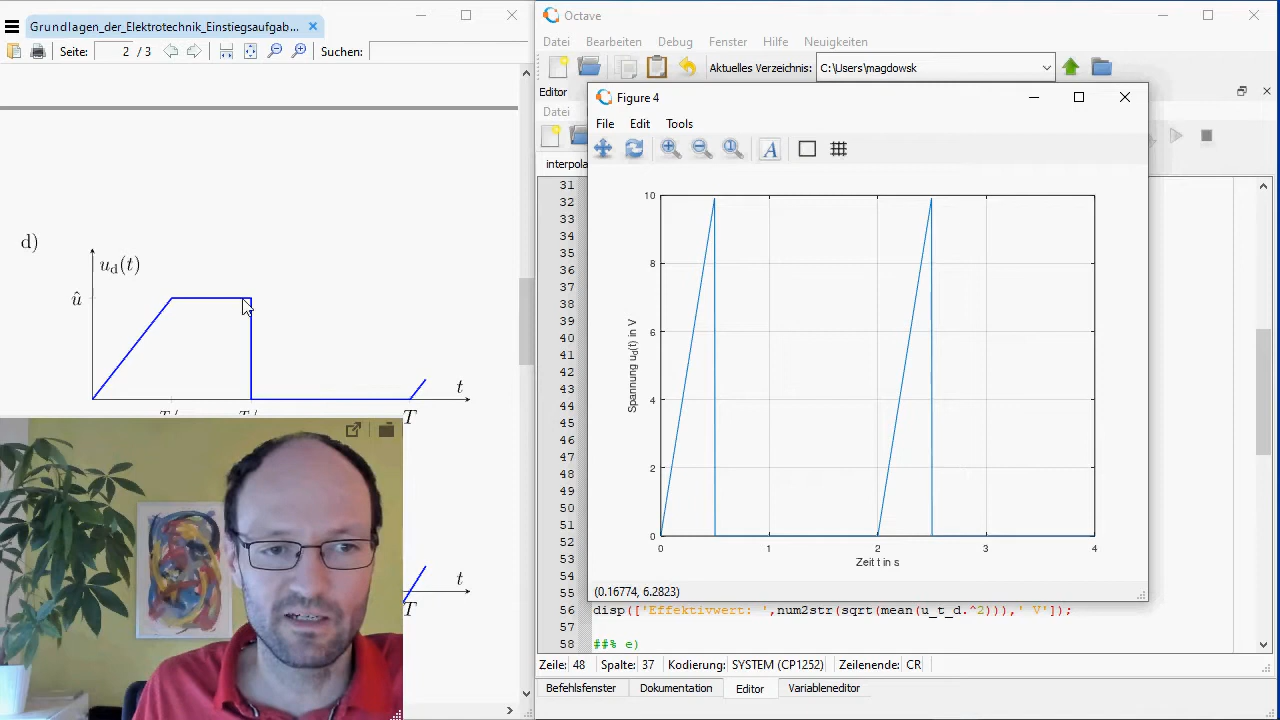 Grundlagen_der_Elektrotechnik_Einstiegsaufgab...
Seite: 2 / 3 Suchen:
d)
u_d(t)
û
t
T
t
T
Octave
Datei Bearbeiten Debug Fenster Hilfe Neuigkeiten
Aktuelles Verzeichnis: C:\Users\magdowsk
Editor
Datei
interpola
31
32
33
34
35
36
37
38
39
40
41
42
43
44
45
46
47
48
49
50
51
52
53
54
55
56 disp(['Effektivwert: ',num2str(sqrt(mean(u_t_d.^2))),' V']);
57
58 ##% e)
Figure 4
File Edit Tools
A
10
8
6
4
2
0
Spannung u_d(t) in V
0 1 2 3 4
Zeit t in s
(0.16774, 6.2823)
Zeile: 48 Spalte: 37 Kodierung: SYSTEM (CP1252) Zeilenende: CR
Befehlsfenster Dokumentation Editor Variableneditor